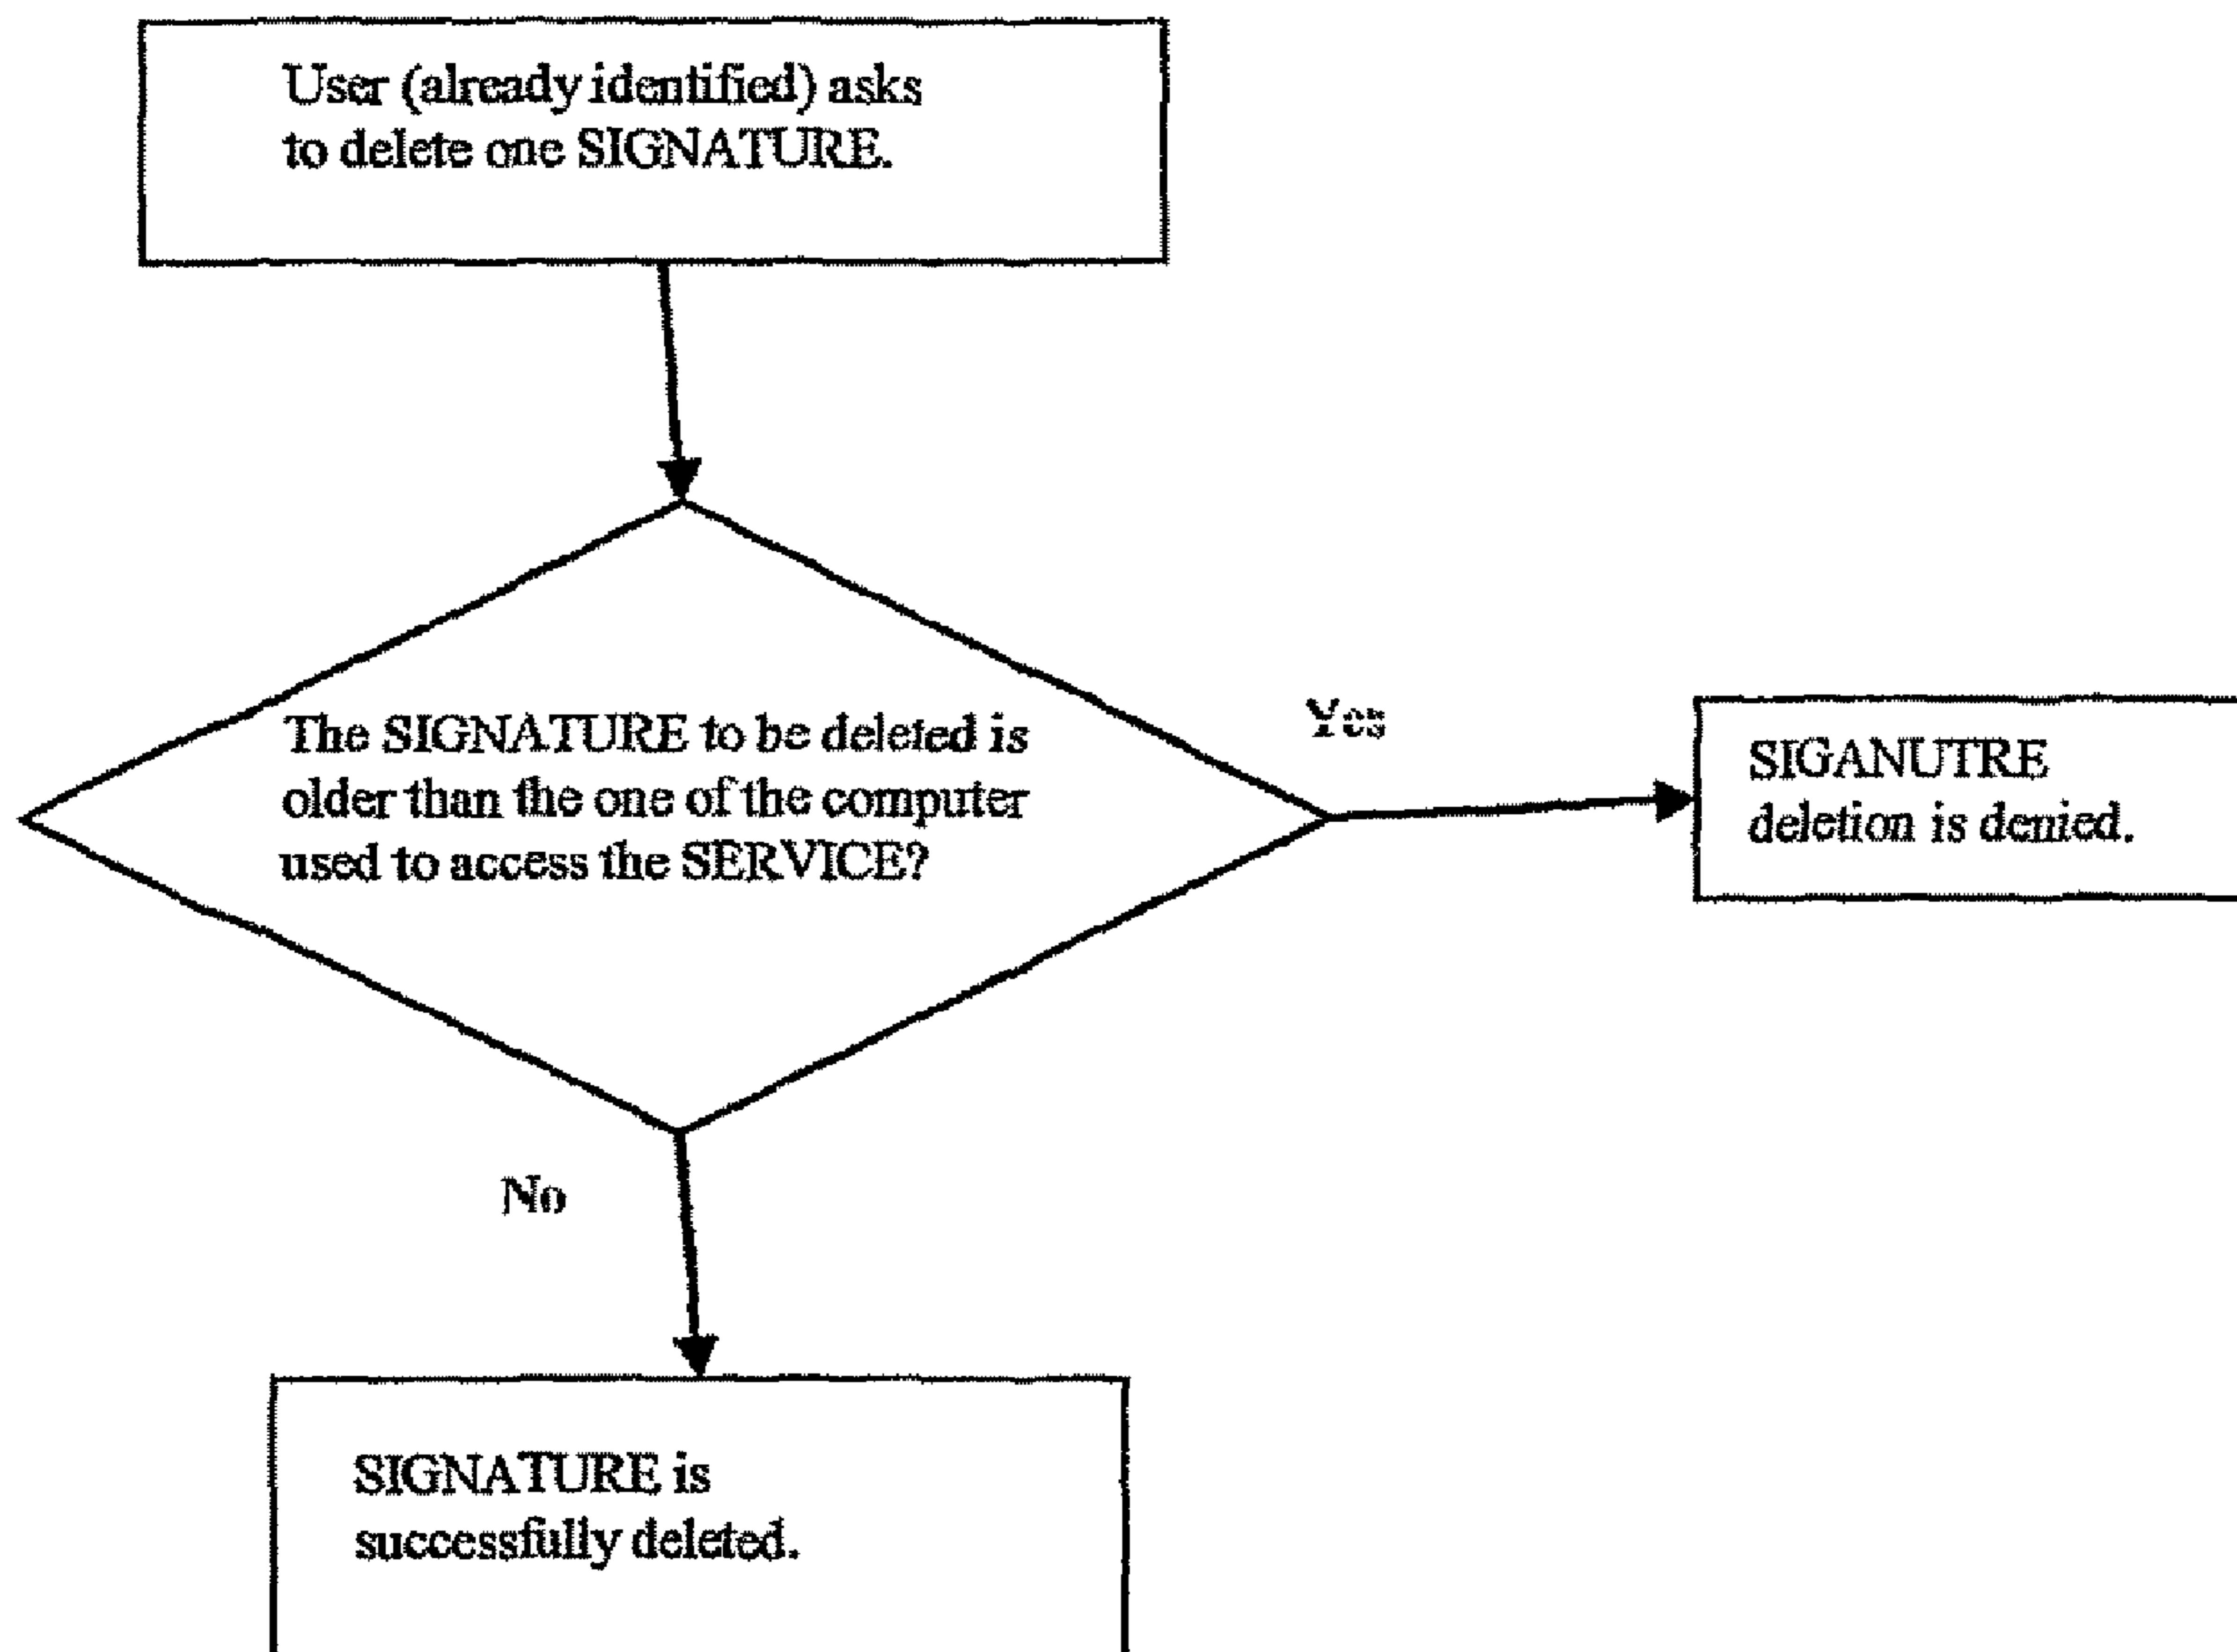 User (already identified) asks
to delete one SIGNATURE.
The SIGNATURE to be deleted is
older than the one of the computer
used to access the SERVICE?
Yes
SIGANUTRE
deletion is denied.
No
SIGNATURE is
successfully deleted.